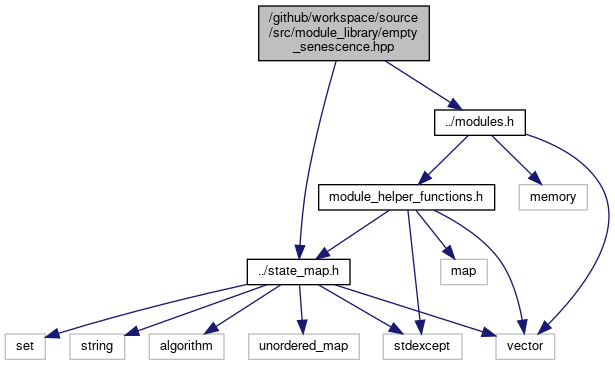 /github/workspace/source
/src/module_library/empty
_senescence.hpp
../modules.h
module_helper_functions.h
memory
../state_map.h
map
set
string
algorithm
unordered_map
stdexcept
vector